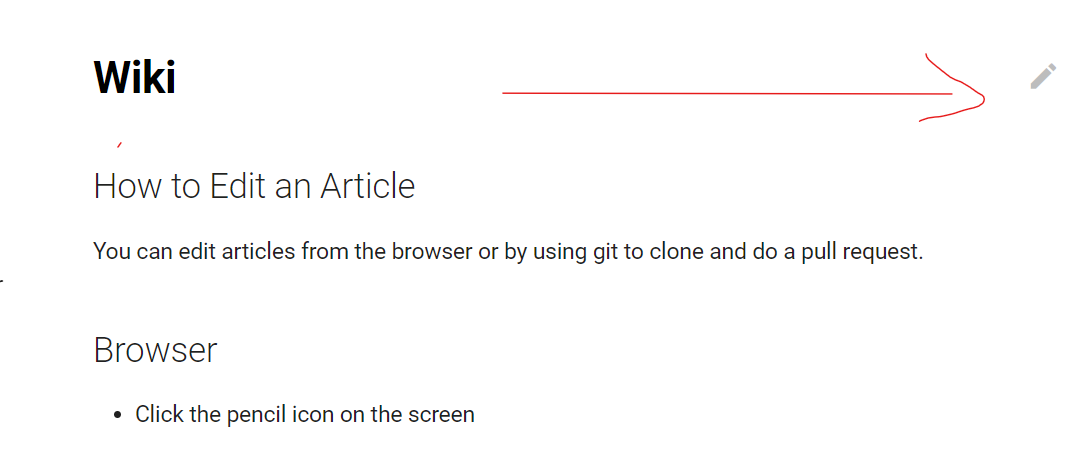 Wiki
How to Edit an Article
You can edit articles from the browser or by using git to clone and do a pull request.
Browser
• Click the pencil icon on the screen